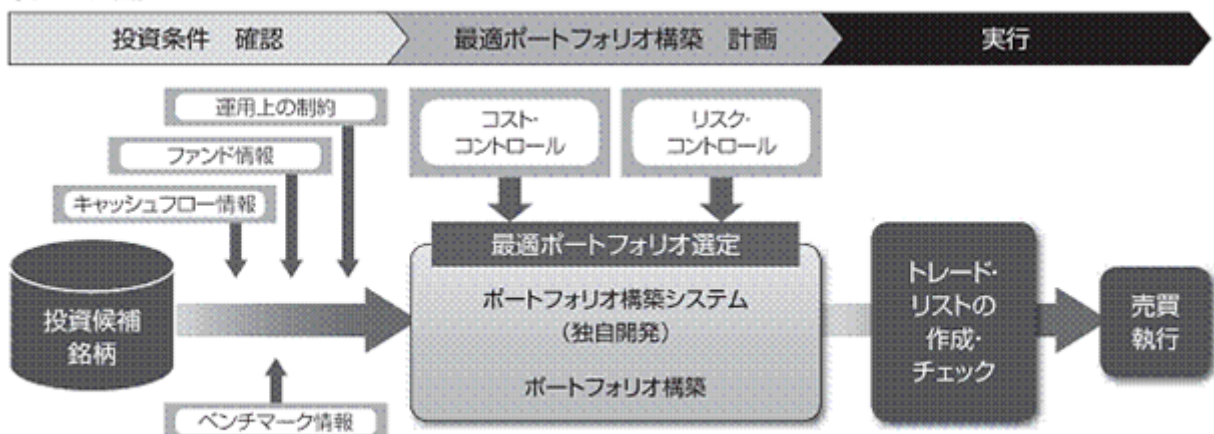 投資条件 確認
最適ポートフォリオ構築 計画
実行
運用上の制約
ファンド情報
キャッシュフロー情報
コスト・
コントロール
リスク・
コントロール
投資候補
銘柄
最適ポートフォリオ選定
ポートフォリオ構築システム
(独自開発)
ポートフォリオ構築
トレード・
リストの
作成・
チェック
売買
執行
ベンチマーク情報